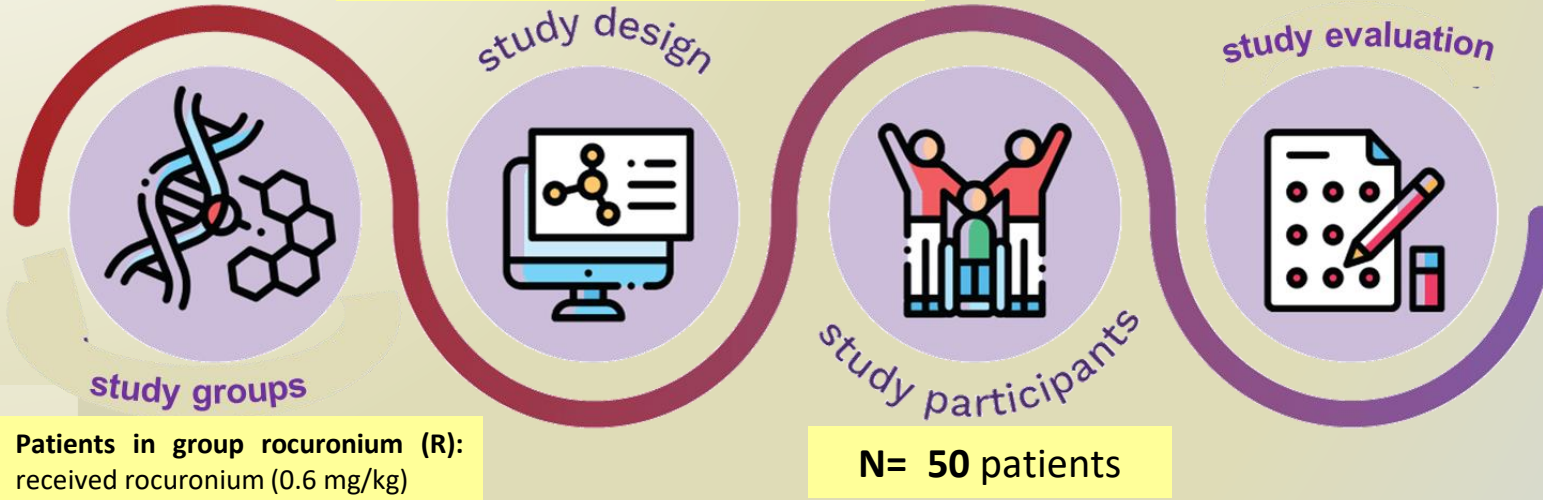 study design
study evaluation
study groups
study participants
Patients in group rocuronium (R):
received rocuronium (0.6 mg/kg)
N= 50 patients